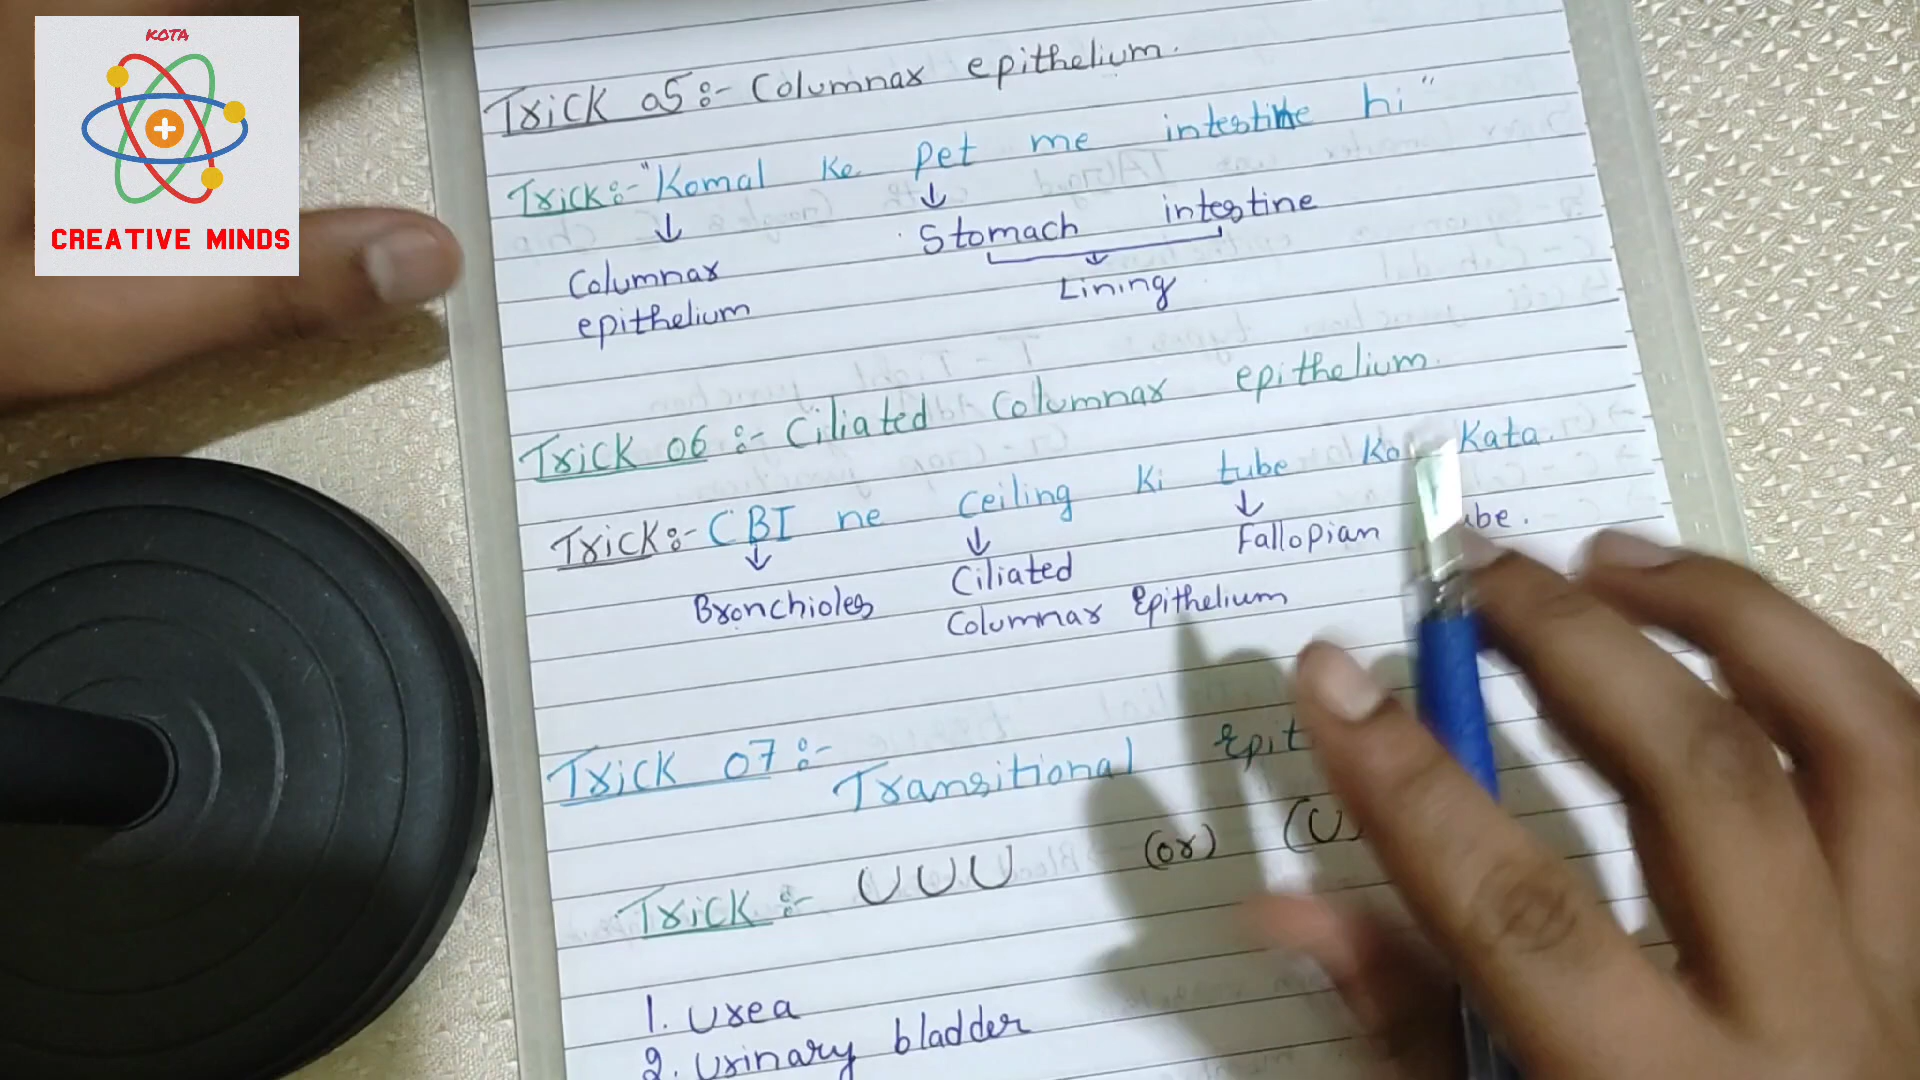 KOTA
CREATIVE MINDS
Trick 05:- Columnar epithelium.
Trick:- "Komal ke pet me intestine hi"
Stomach intestine
Columnar
epithelium
Lining
Trick 06:- Ciliated Columnar epithelium.
Trick:- CBI ne ceiling ki tube ko Kata.
Bronchioles
Ciliated
Columnar Epithelium
Fallopian
Trick 07:- Transitional
Trick:- UUU (or) (U
1. Urea
2. Urinary bladder